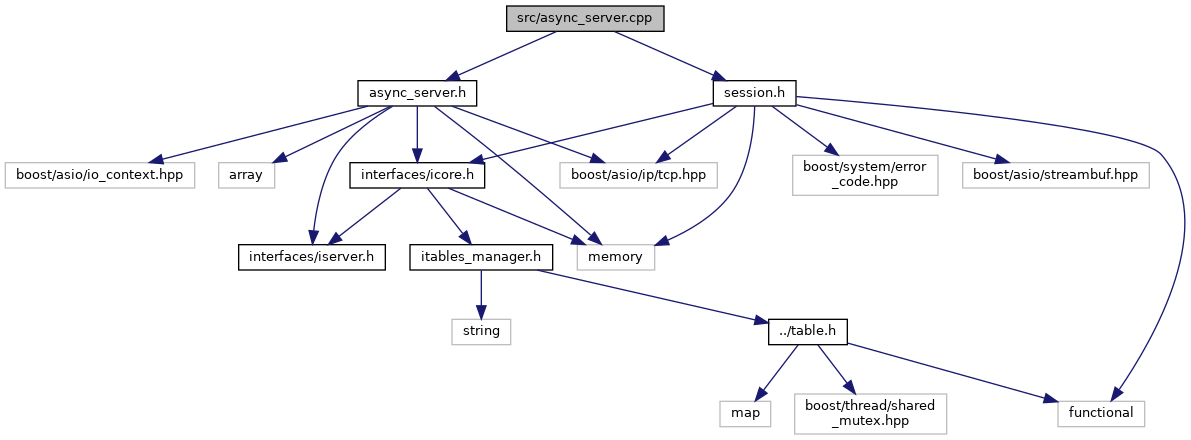 src/async_server.cpp
async_server.h
session.h
boost/asio/io_context.hpp
array
interfaces/icore.h
boost/asio/ip/tcp.hpp
boost/system/error
_code.hpp
boost/asio/streambuf.hpp
interfaces/iserver.h
itables_manager.h
memory
string
../table.h
map
boost/thread/shared
_mutex.hpp
functional